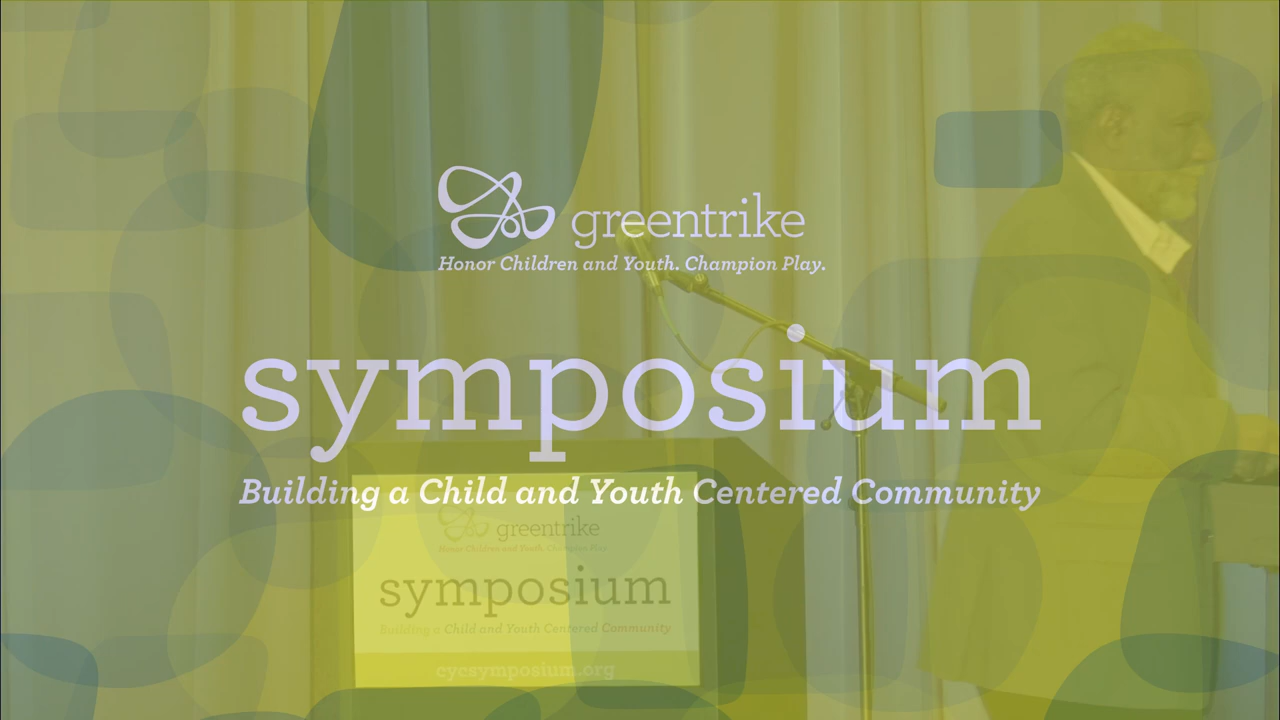 greentrike
Honor Children and Youth. Champion Play.
symposium
Building a Child and Youth Centered Community
greentrike
Honor Children and Youth. Champion Play
symposium
Building a Child and Youth Centered Community
cycsymposium.org